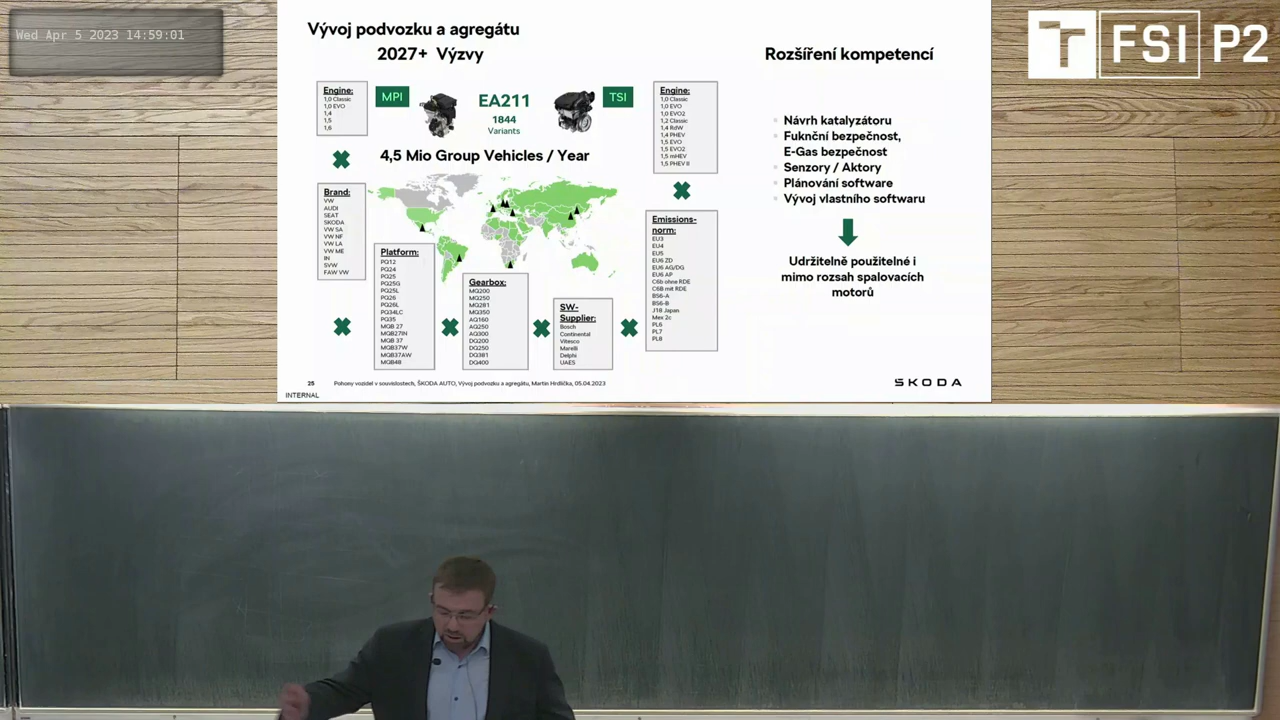 Wed Apr 5 2023 14:59:01
T FSI P2
Vývoj podvozku a agregátu
2027+ Výzvy
Rozšíření kompetencí
Engine:
1,0 Classic
1,0 EVO
1,4
1,5
1,6
MPI
EA211
1844
Variants
TSI
Engine:
1,0 Classic
1,0 EVO
1,0 EVO2
1,2 Classic
1,4 RdW
1,4 PHEV
1,5 EVO
1,5 EVO2
1,5 mHEV
1,5 PHEV II
4,5 Mio Group Vehicles / Year
Brand:
VW
AUDI
SEAT
SKODA
VW SA
VW NF
VW LA
VW ME
IN
SVW
FAW VW
Platform:
PQ12
PQ24
PQ25
PQ25G
PQ25L
PQ26
PQ26L
PQ34LC
PQ35
MQB 27
MQB27IN
MQB 37
MQB37W
MQB37AW
MQB48
Gearbox:
MQ200
MQ250
MQ281
MQ350
AQ160
AQ250
AQ300
DQ200
DQ250
DQ381
DQ400
SW-
Supplier:
Bosch
Continental
Vitesco
Marelli
Delphi
UAES
Emissions-
norm:
EU3
EU4
EU5
EU6 ZD
EU6 AG/DG
EU6 AP
C6b ohne RDE
C6B mit RDE
BS6-A
BS6-B
J18 Japan
Mex 2c
PL6
PL7
PL8
Návrh katalyzátoru
Fuknční bezpečnost,
E-Gas bezpečnost
Senzory / Aktory
Plánování software
Vývoj vlastního softwaru
Udržitelně použitelné i
mimo rozsah spalovacích
motorů
25 Pohony vozidel v souvislostech, ŠKODA AUTO, Vývoj podvozku a agregátu, Martin Hrdlička, 05.04.2023
ŠKODA
INTERNAL